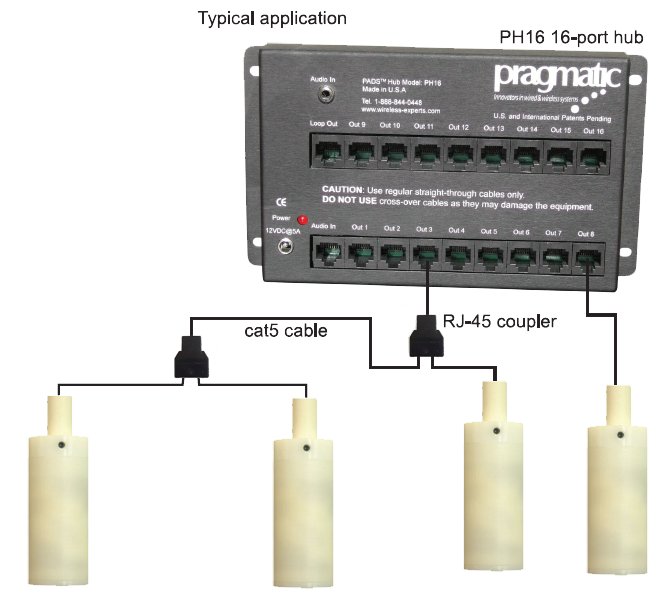 Typical application
PH16 16-port hub
Audio In
PADS™ Hub Model: PH16
Made in U.S.A
Tel. 1-866-844-0448
www.wireless-experts.com
pragmatic
Innovators in wired & wireless systems
U.S. and International Patents Pending
Loop Out Out 9 Out 10 Out 11 Out 12 Out 13 Out 14 Out 15 Out 16
CAUTION: Use regular straight-through cables only.
DO NOT USE cross-over cables as they may damage the equipment.
CE
Power
12VDC@5A
Audio In Out 1 Out 2 Out 3 Out 4 Out 5 Out 6 Out 7 Out 8
cat5 cable
RJ-45 coupler